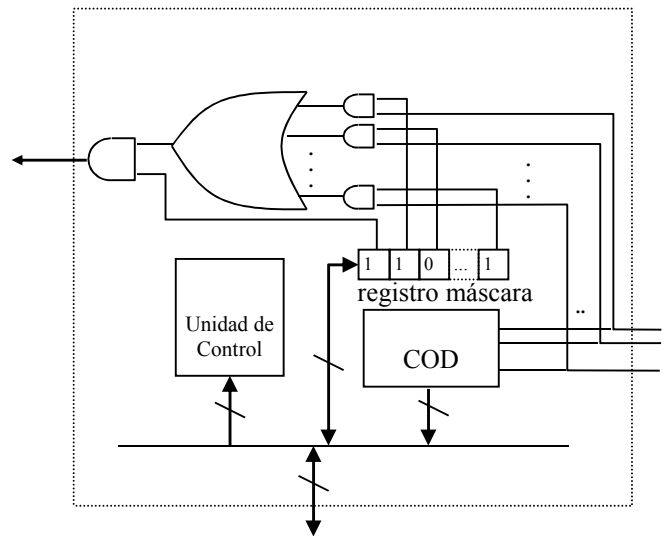 1 1 0 ... 1
registro máscara
Unidad de
Control
COD